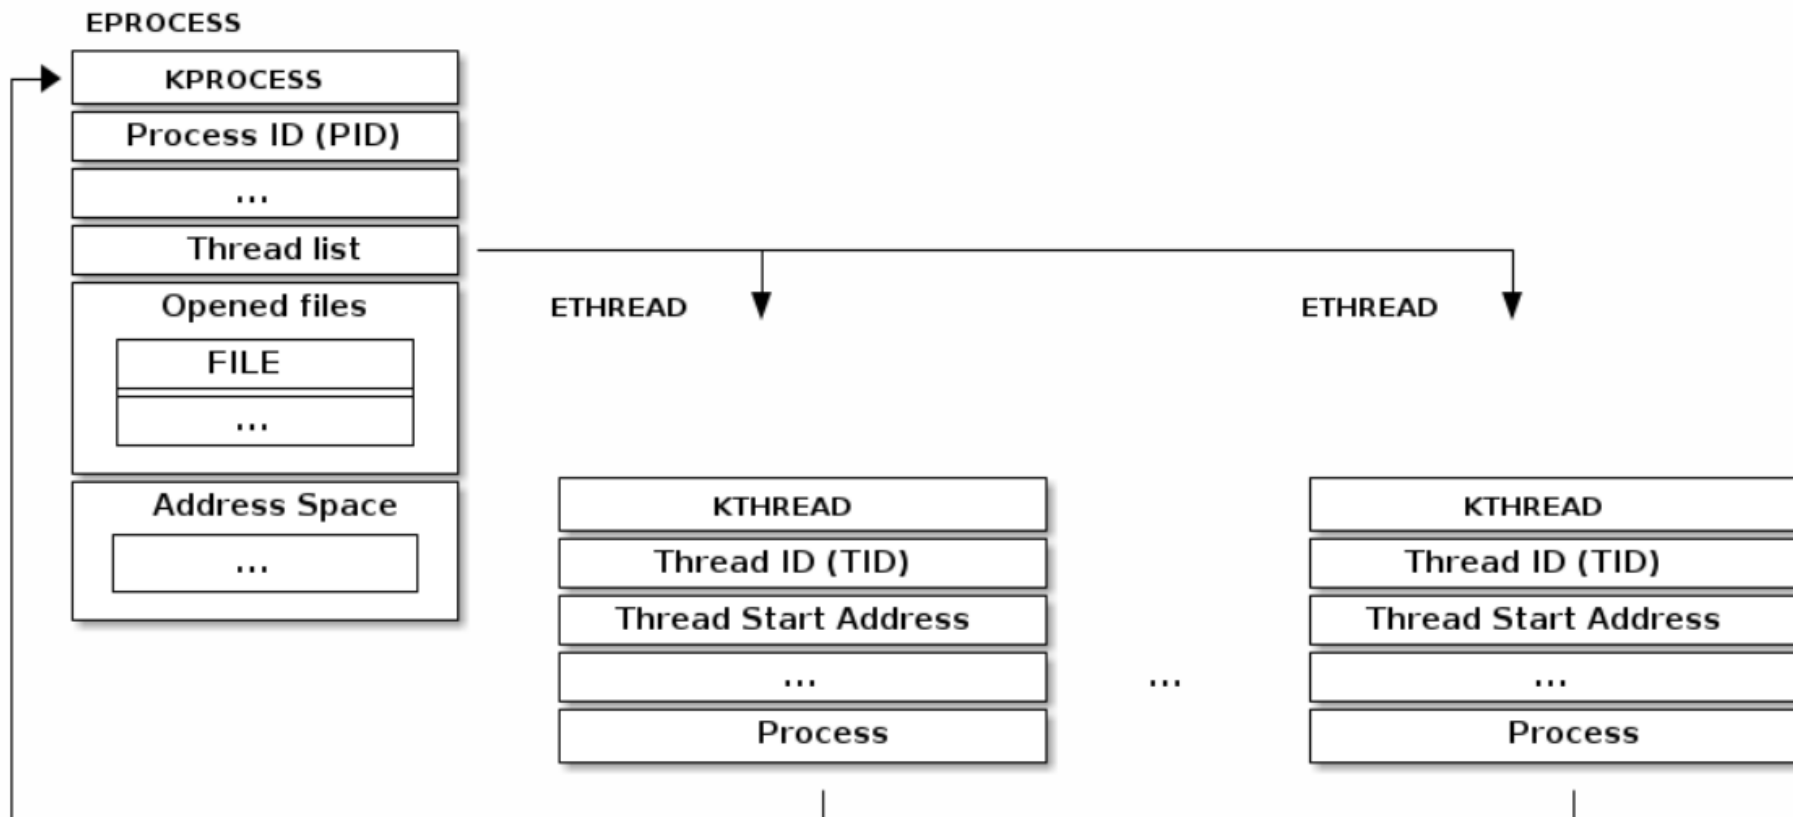 EPROCESS
KPROCESS
Process ID (PID)
...
Thread list
Opened files
FILE
...
Address Space
...
ETHREAD
KTHREAD
Thread ID (TID)
Thread Start Address
...
Process
...
ETHREAD
KTHREAD
Thread ID (TID)
Thread Start Address
...
Process